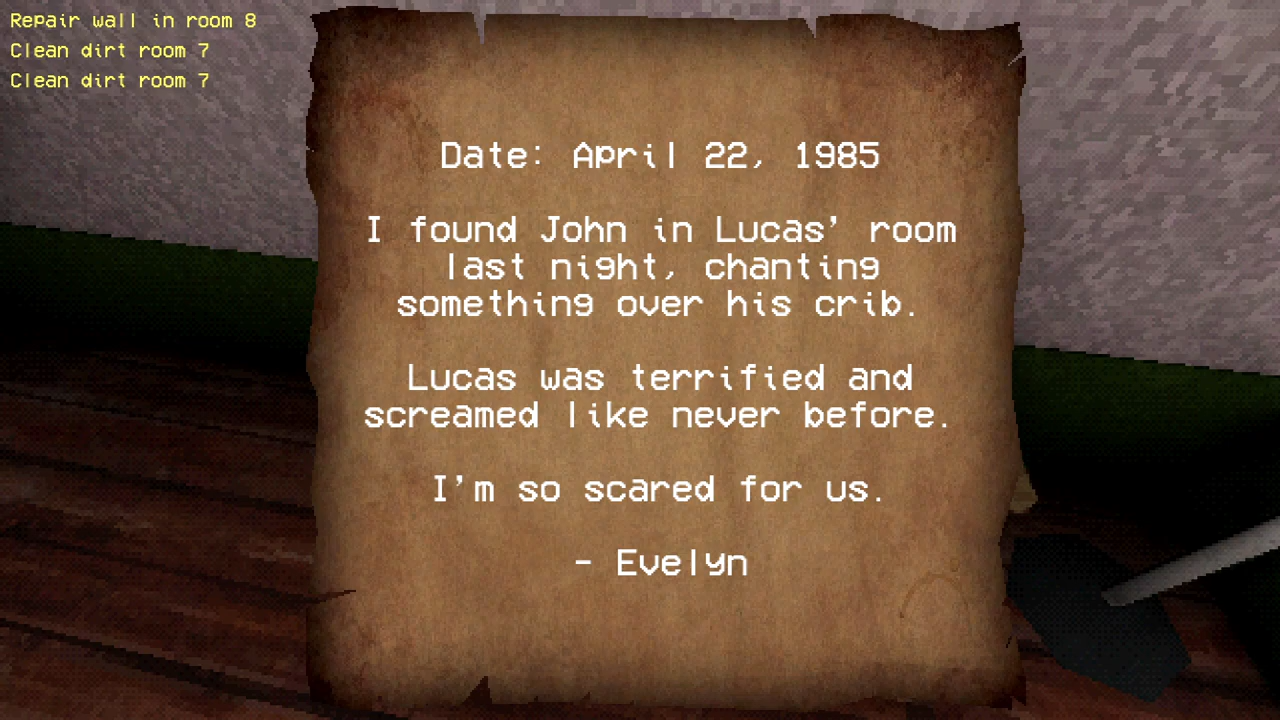 Repair wall in room 8
Clean dirt room 7
Clean dirt room 7
Date: April 22, 1985
I found John in Lucas' room
last night, chanting
something over his crib.
Lucas was terrified and
screamed like never before.
I'm so scared for us.
- Evelyn